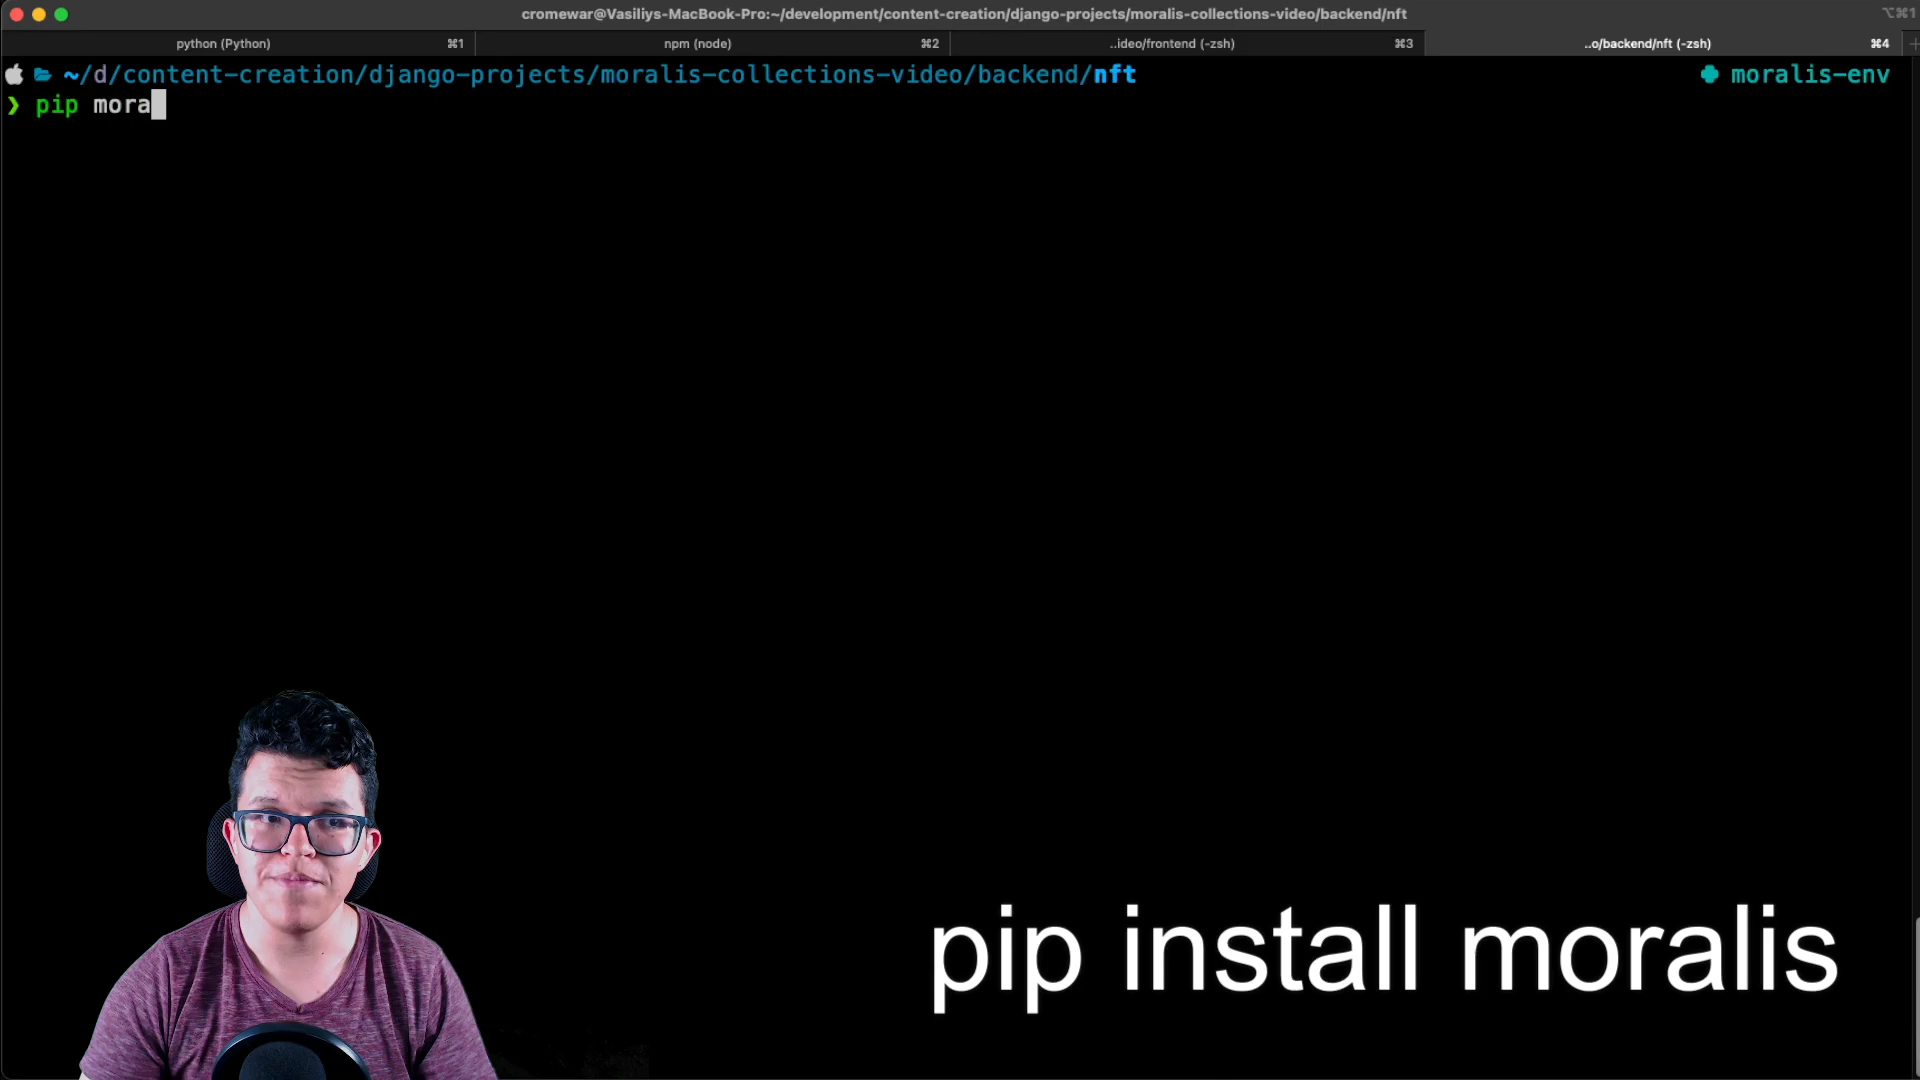 cromewar@Vasiliys-MacBook-Pro:~/development/content-creation/django-projects/moralis-collections-video/backend/nft ⌥⌘1
python (Python) ⌘1 npm (node) ⌘2 ..ideo/frontend (-zsh) ⌘3 ..o/backend/nft (-zsh) ⌘4 +
~/d/content-creation/django-projects/moralis-collections-video/backend/nft moralis-env
❯ pip mora
pip install moralis